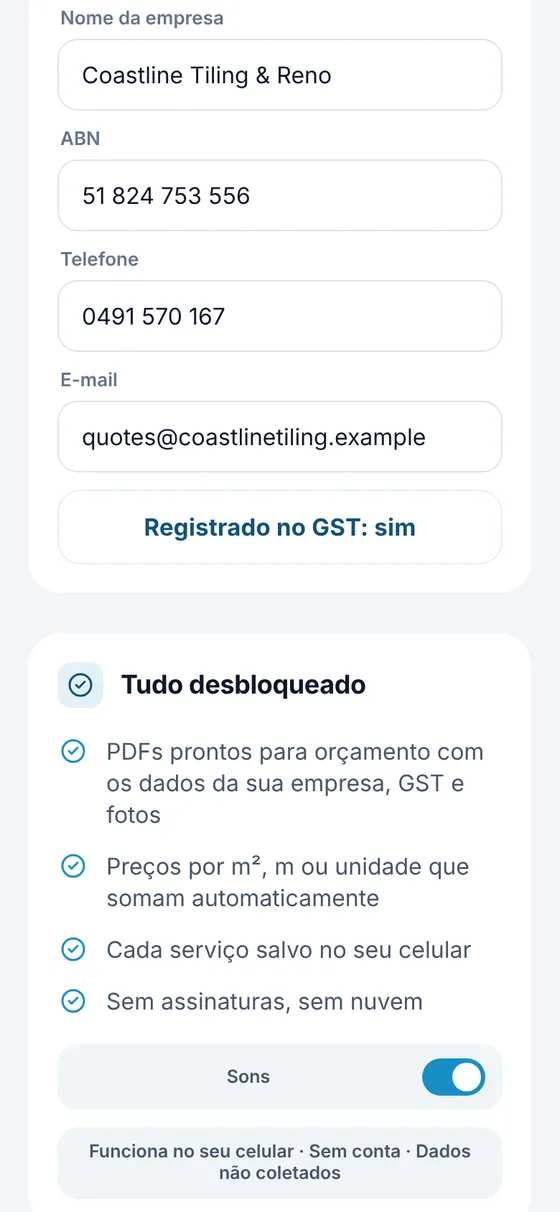 Nome da empresa
Coastline Tiling & Reno
ABN
51 824 753 556
Telefone
0491 570 167
E-mail
quotes@coastlinetiling.example
Registrado no GST: sim
Tudo desbloqueado
PDFs prontos para orçamento com
os dados da sua empresa, GST e
fotos
Preços por m², m ou unidade que
somam automaticamente
Cada serviço salvo no seu celular
Sem assinaturas, sem nuvem
Sons
Funciona no seu celular · Sem conta · Dados
não coletados